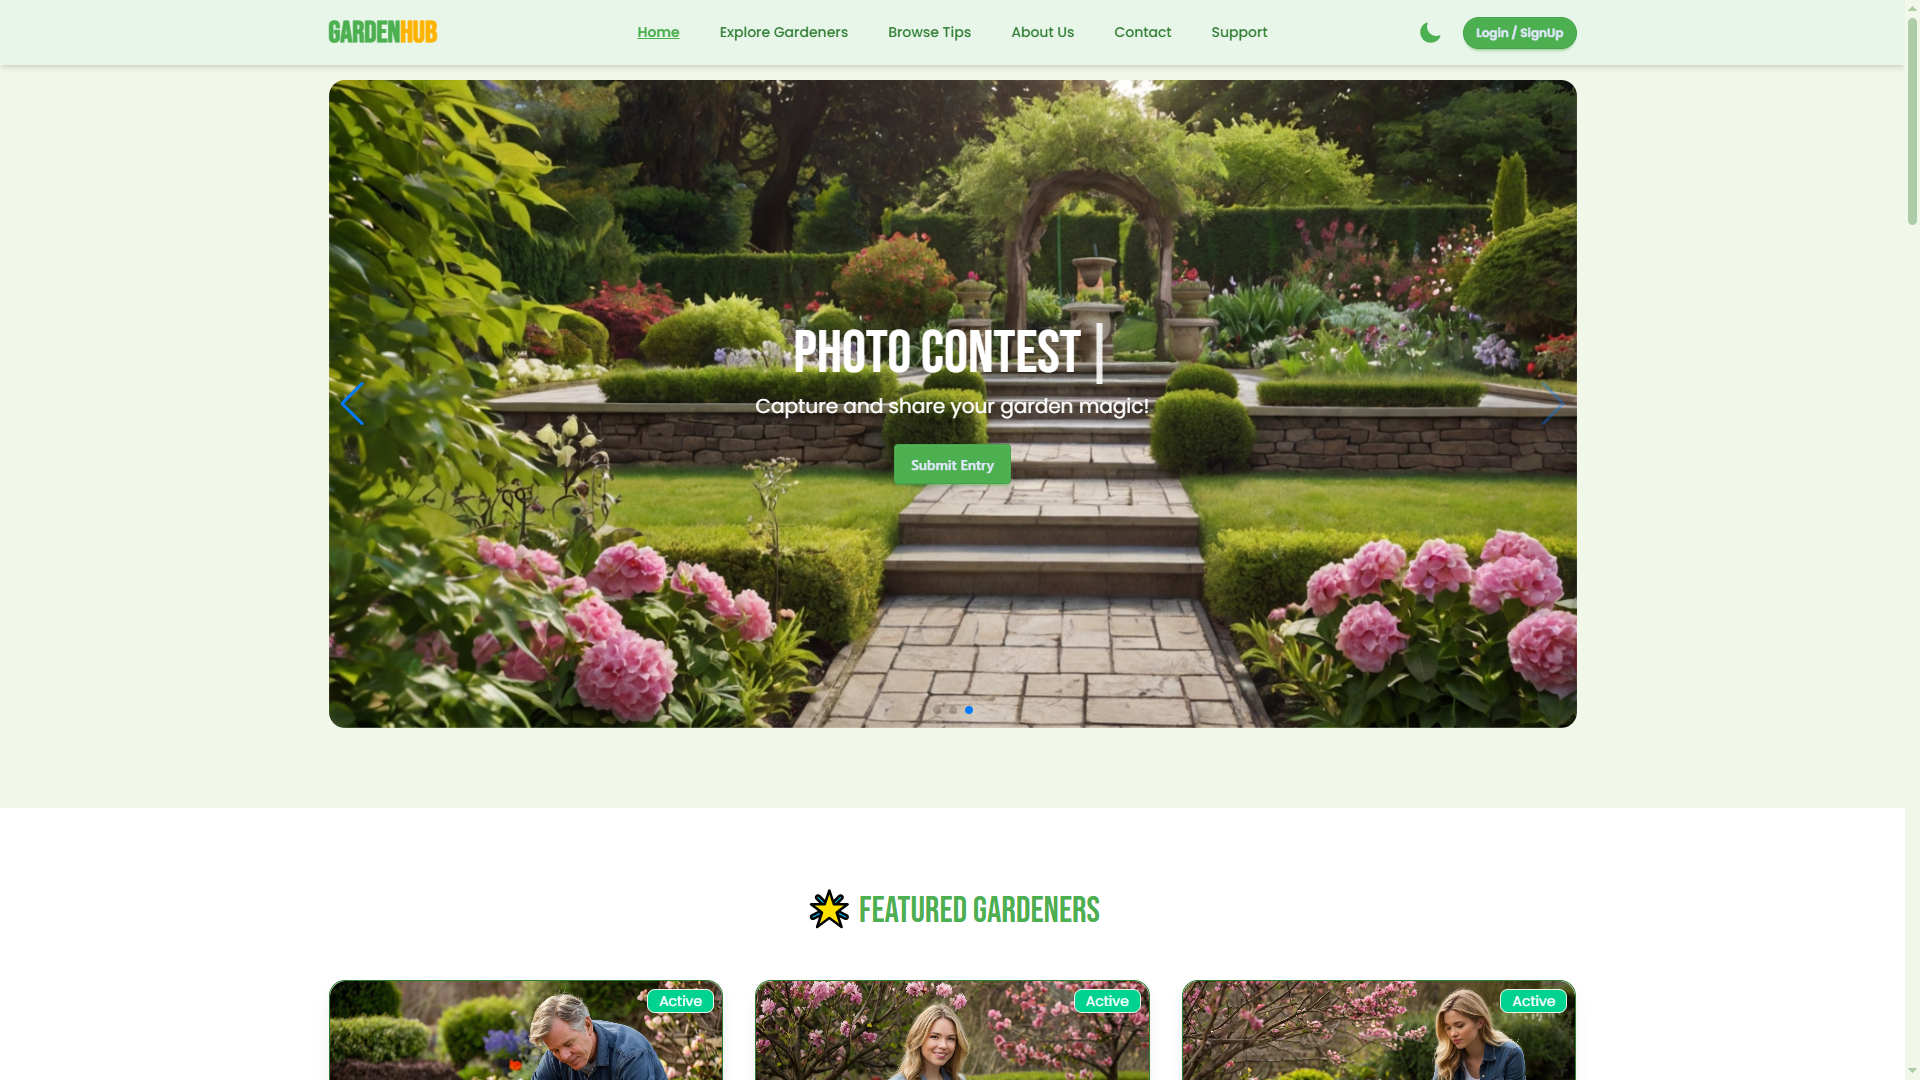 GARDENHUB
Home
Explore Gardeners
Browse Tips
About Us
Contact
Support
Login / SignUp
PHOTO CONTEST
Capture and share your garden magic!
Submit Entry
FEATURED GARDENERS
Active
Active
Active